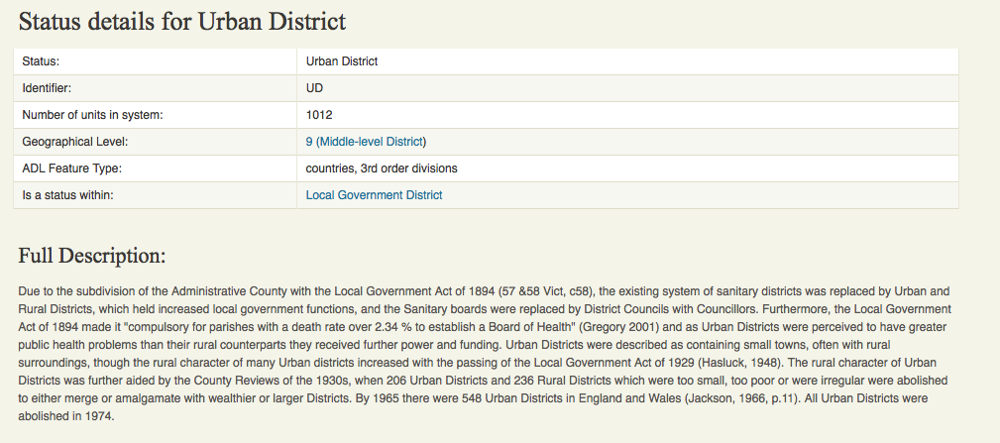 Status details for Urban District
Status: Urban District
Identifier: UD
Number of units in system: 1012
Geographical Level: 9 (Middle-level District)
ADL Feature Type: countries, 3rd order divisions
Is a status within: Local Government District
Full Description:
Due to the subdivision of the Administrative County with the Local Government Act of 1894 (57 &58 Vict, c58), the existing system of sanitary districts was replaced by Urban and
Rural Districts, which held increased local government functions, and the Sanitary boards were replaced by District Councils with Councillors. Furthermore, the Local Government
Act of 1894 made it "compulsory for parishes with a death rate over 2.34 % to establish a Board of Health" (Gregory 2001) and as Urban Districts were perceived to have greater
public health problems than their rural counterparts they received further power and funding. Urban Districts were described as containing small towns, often with rural
surroundings, though the rural character of many Urban districts increased with the passing of the Local Government Act of 1929 (Hasluck, 1948). The rural character of Urban
Districts was further aided by the County Reviews of the 1930s, when 206 Urban Districts and 236 Rural Districts which were too small, too poor or were irregular were abolished
to either merge or amalgamate with wealthier or larger Districts. By 1965 there were 548 Urban Districts in England and Wales (Jackson, 1966, p.11). All Urban Districts were
abolished in 1974.